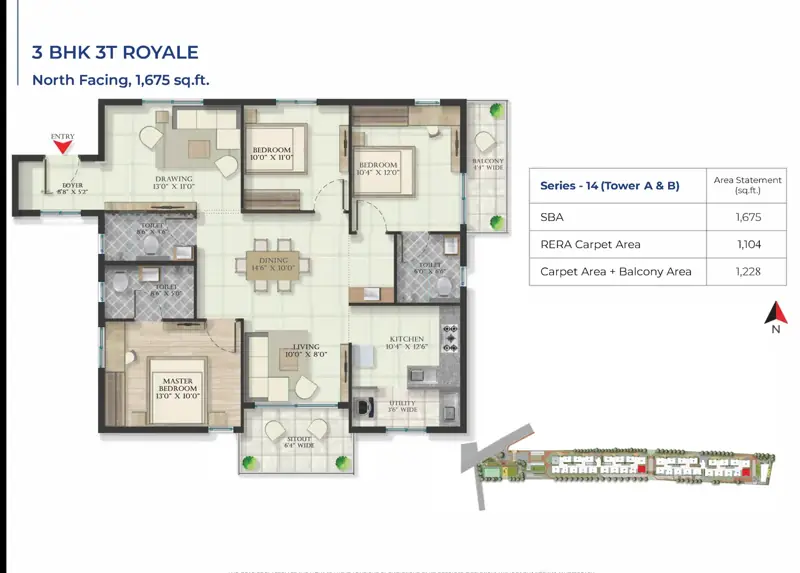 3 BHK 3T ROYALE
North Facing, 1,675 sq.ft.
ENTRY
FOYER
DRAWING
13'0" X 11'0"
BEDROOM
10'0" X 11'0"
BEDROOM
10'4" X 12'0"
BALCONY
4'4" WIDE
TOILET
DINING
14'6" X 10'0"
TOILET
TOILET
LIVING
10'0" X 8'0"
KITCHEN
10'4" X 12'6"
MASTER
BEDROOM
13'0" X 10'0"
UTILITY
3'6" WIDE
SITOUT
6'4" WIDE
Series - 14 (Tower A & B)
Area Statement
(sq.ft.)
SBA
1,675
RERA Carpet Area
1,104
Carpet Area + Balcony Area
1,228
N